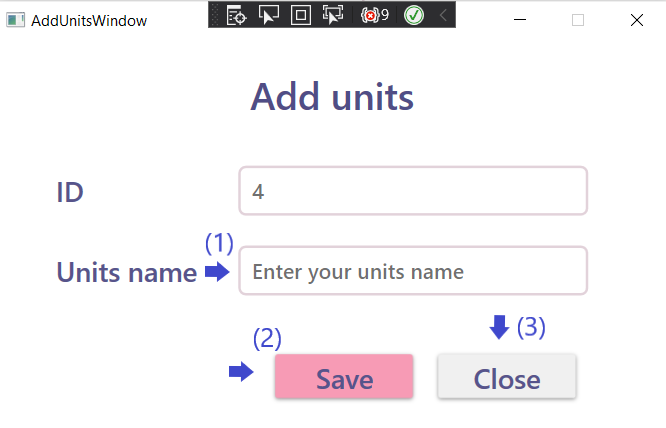 AddUnitsWindow
9
Add units
ID
4
(1)
Units name
Enter your units name
(2)
(3)
Save
Close